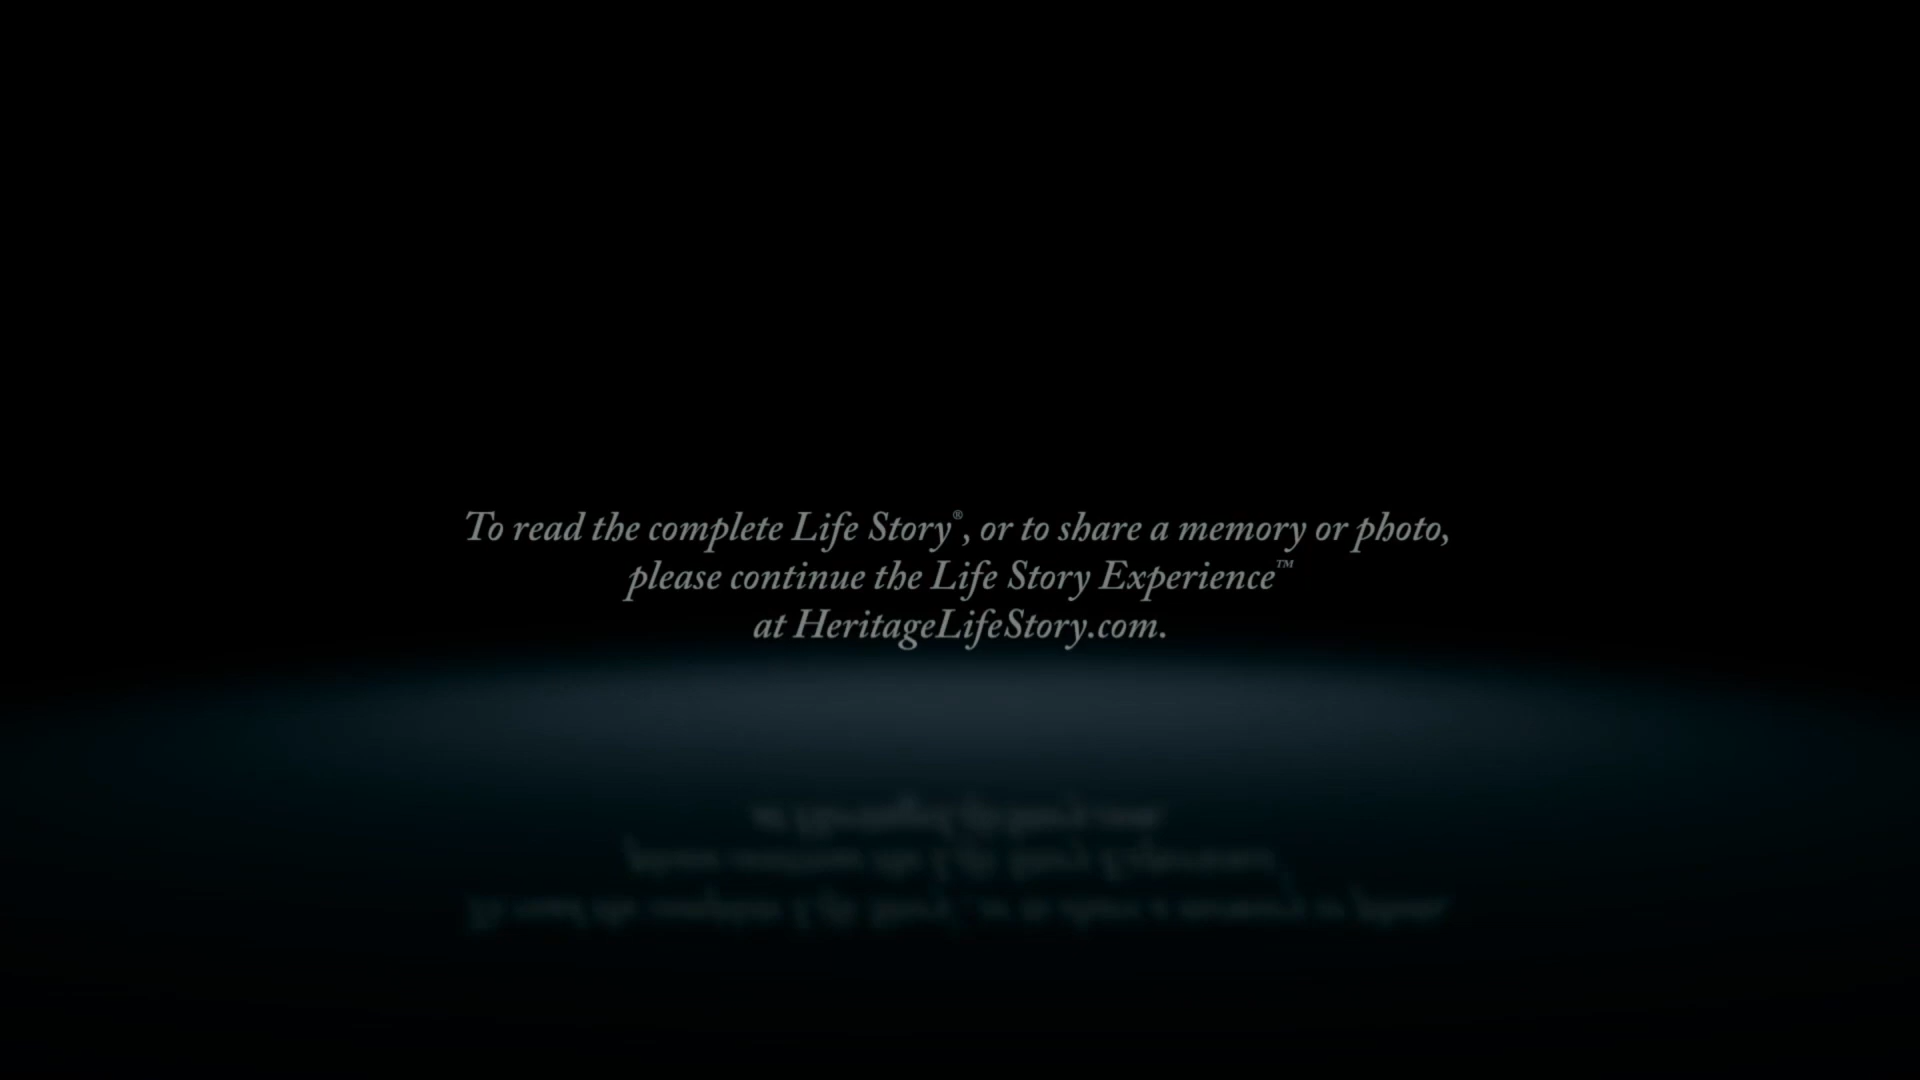 To read the complete Life Story®, or to share a memory or photo,
please continue the Life Story Experience™
at HeritageLifeStory.com.